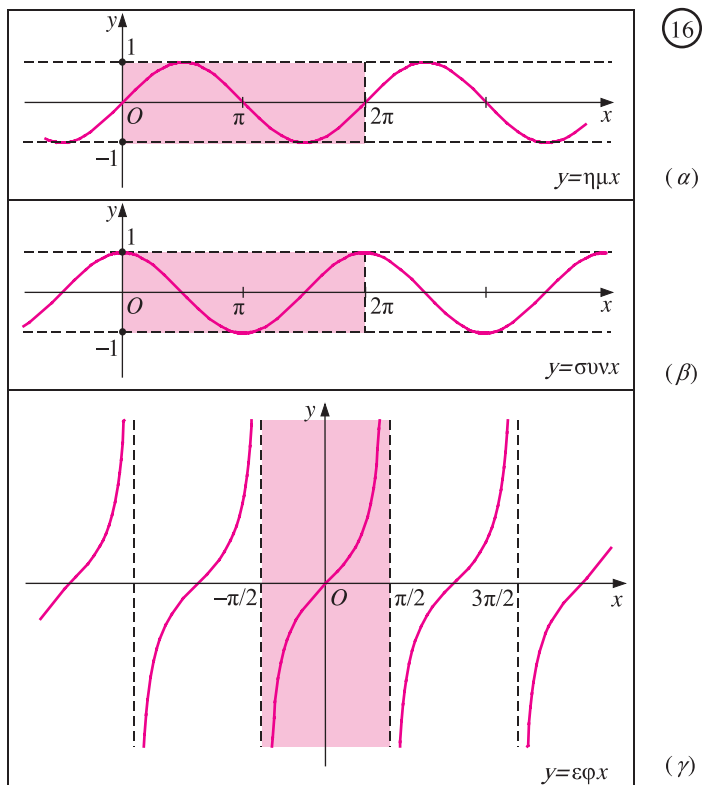 16
y
1
O
π
2π
x
−1
y=ημx
(α)
y
1
O
π
2π
x
−1
y=συνx
(β)
y
−π/2
O
π/2
3π/2
x
y=εφx
(γ)